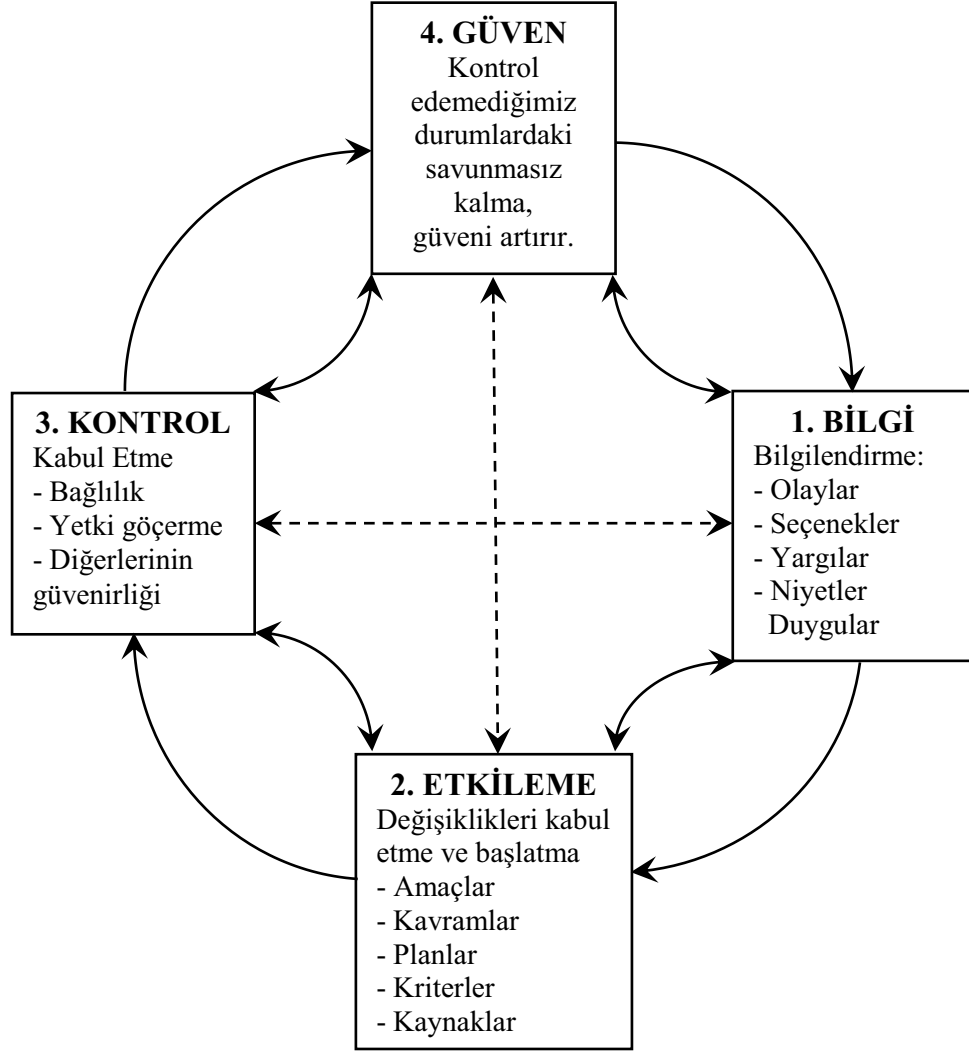 4. GÜVEN
Kontrol
edemediğimiz
durumlardaki
savunmasız
kalma,
güveni artırır.
3. KONTROL
Kabul Etme
- Bağlılık
- Yetki göçerme
- Diğerlerinin
güvenirliği
1. BİLGİ
Bilgilendirme:
- Olaylar
- Seçenekler
- Yargılar
- Niyetler
Duygular
2. ETKİLEME
Değişiklikleri kabul
etme ve başlatma
- Amaçlar
- Kavramlar
- Planlar
- Kriterler
- Kaynaklar